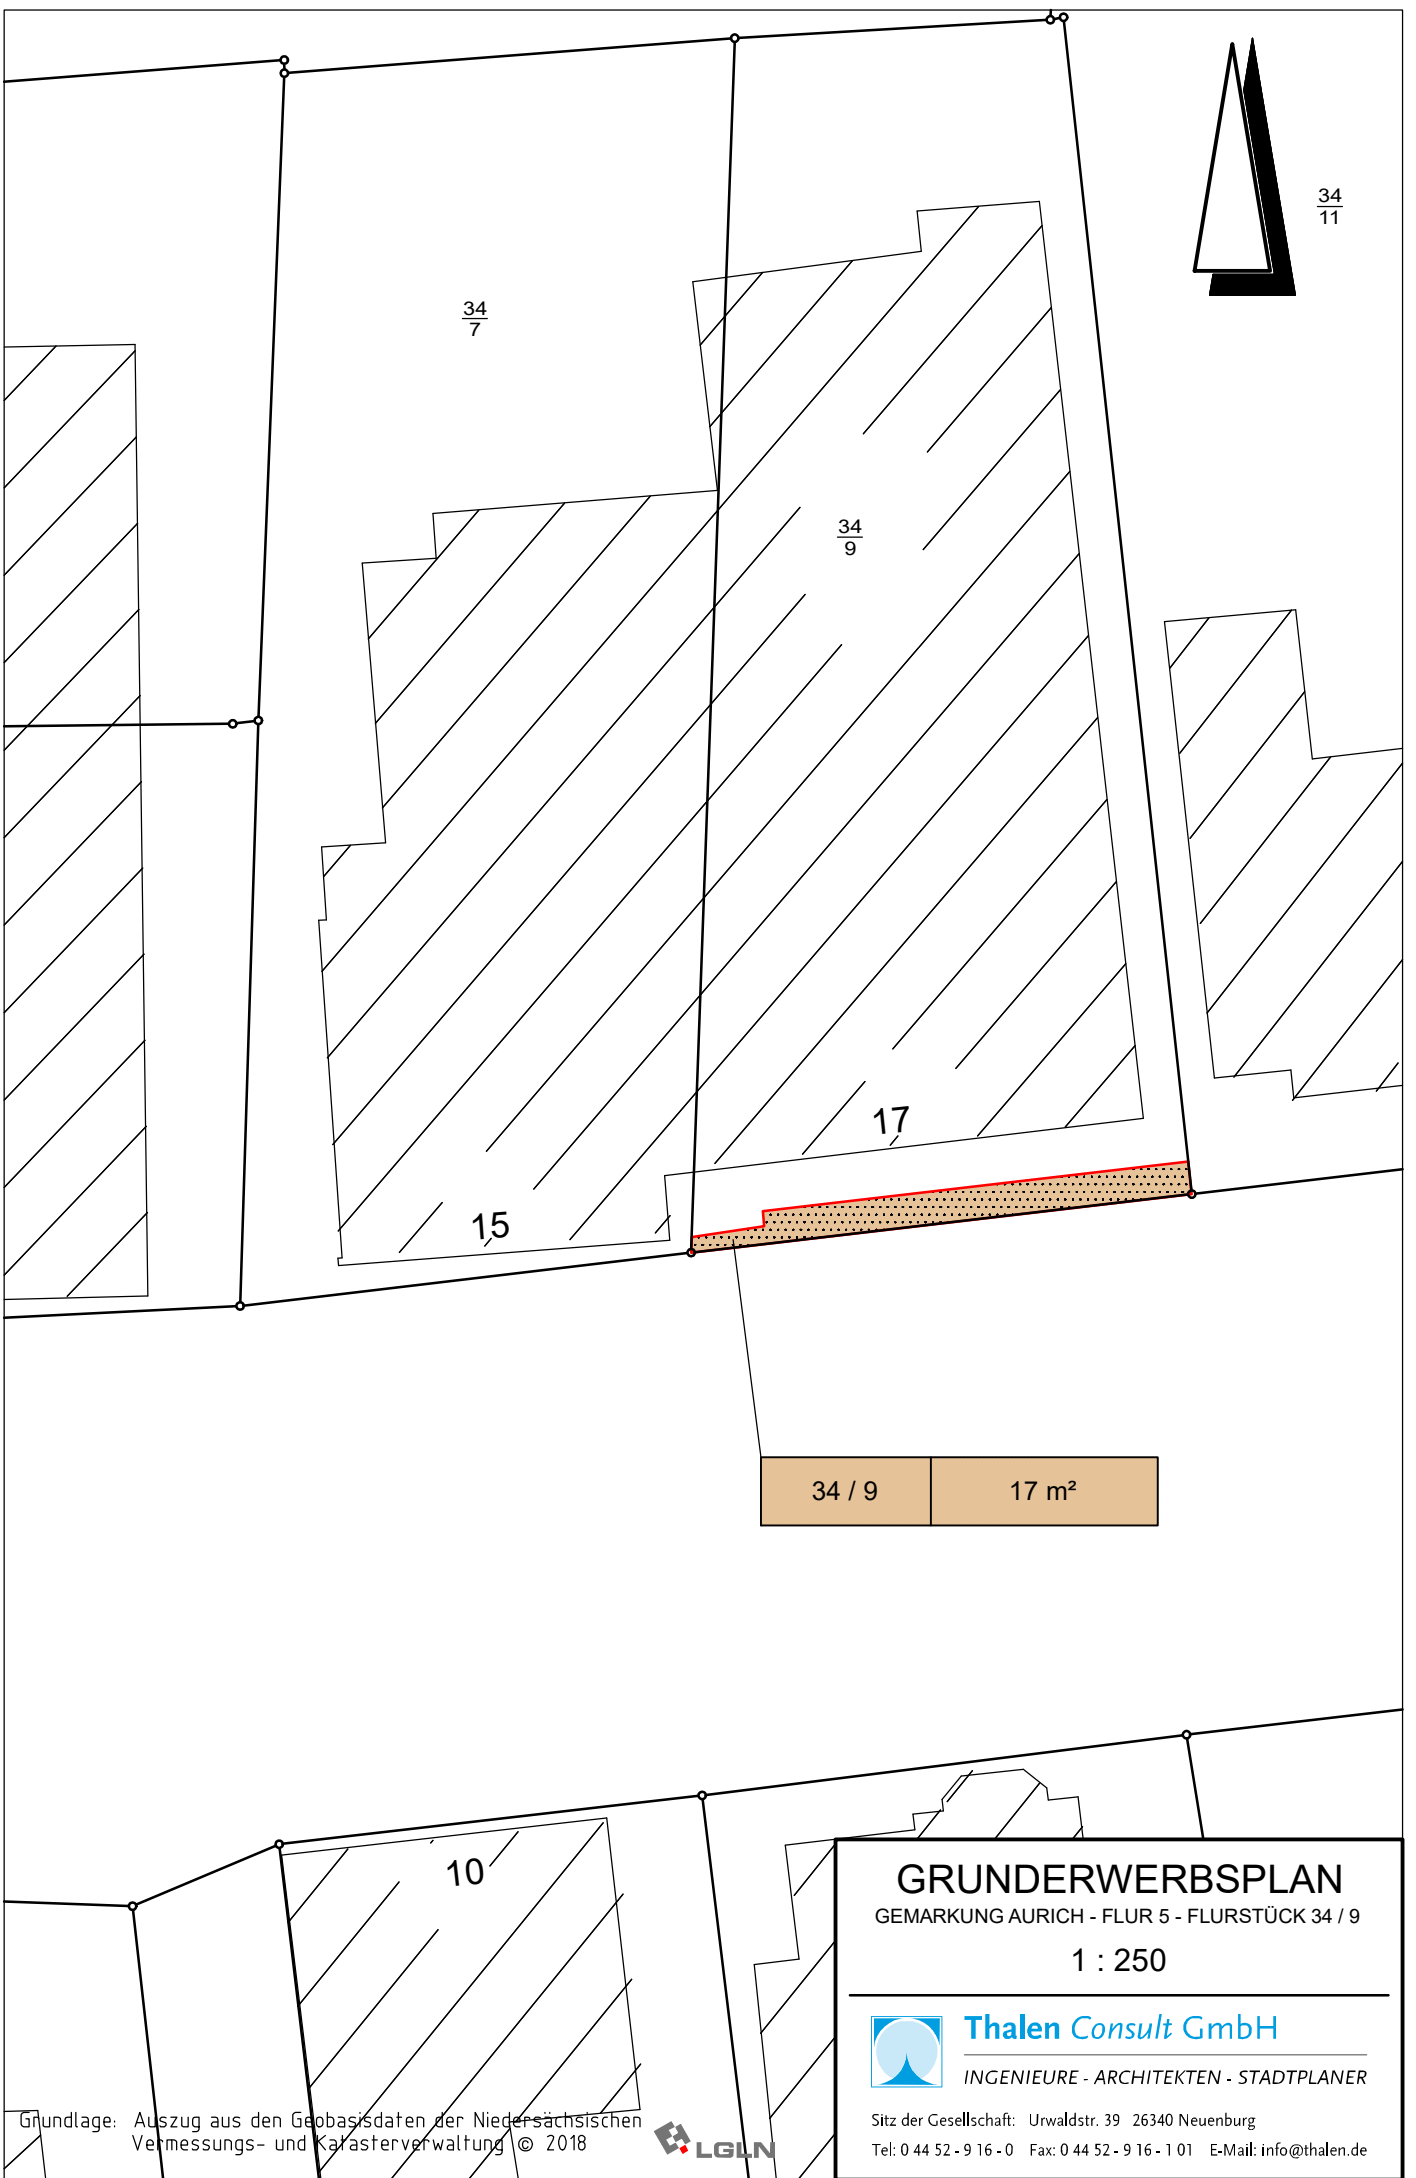 34
11
34
7
34
9
17
15
34 / 9 17 m²
10
GRUNDERWERBSPLAN
GEMARKUNG AURICH - FLUR 5 - FLURSTÜCK 34 / 9
1 : 250
Thalen Consult GmbH
INGENIEURE - ARCHITEKTEN - STADTPLANER
Sitz der Gesellschaft: Urwaldstr. 39 26340 Neuenburg
Tel: 0 44 52 - 9 16 - 0 Fax: 0 44 52 - 9 16 - 1 01 E-Mail: info@thalen.de
Grundlage: Auszug aus den Geobasisdaten der Niedersächsischen
Vermessungs- und Katasterverwaltung © 2018
LGLN